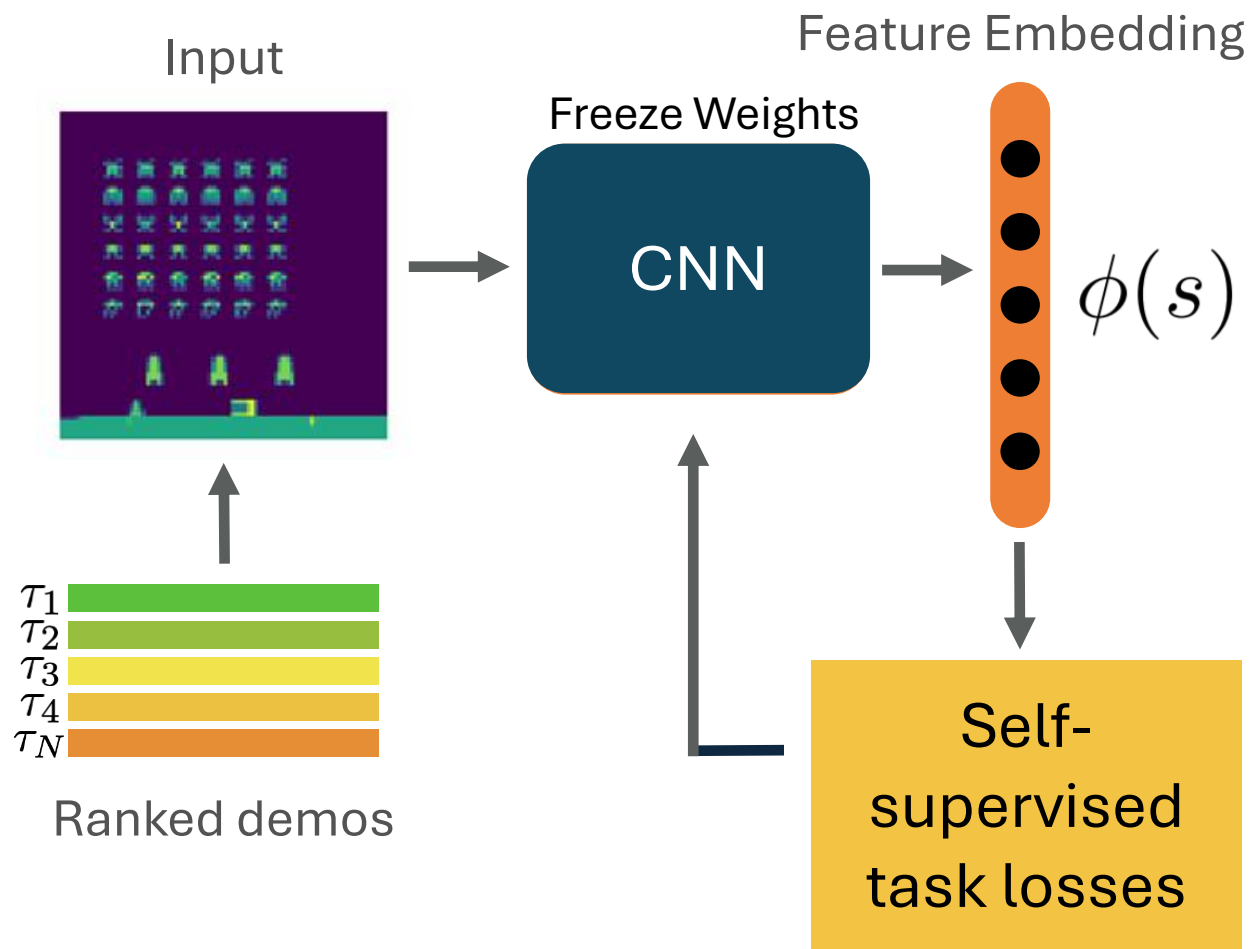 Input
Feature Embedding
Freeze Weights
CNN
ϕ(s)
τ1
τ2
τ3
τ4
τN
Ranked demos
Self-
supervised
task losses